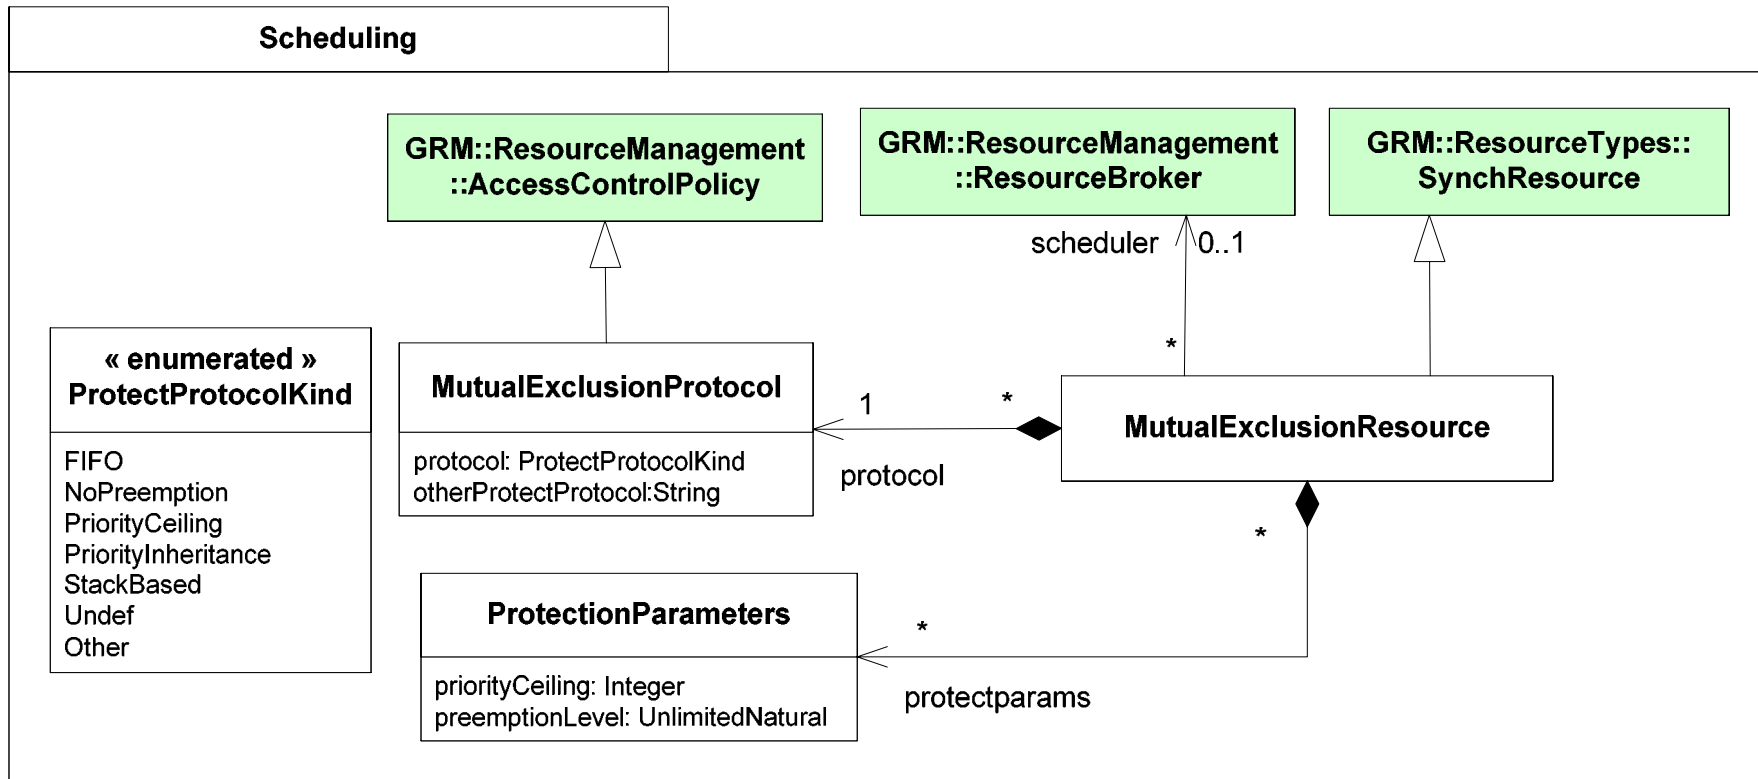 Scheduling
GRM::ResourceManagement
::AccessControlPolicy
GRM::ResourceManagement
::ResourceBroker
GRM::ResourceTypes::
SynchResource
scheduler
0..1
« enumerated »
ProtectProtocolKind
FIFO
NoPreemption
PriorityCeiling
PriorityInheritance
StackBased
Undef
Other
MutualExclusionProtocol
protocol: ProtectProtocolKind
otherProtectProtocol:String
1
*
*
protocol
MutualExclusionResource
*
ProtectionParameters
priorityCeiling: Integer
preemptionLevel: UnlimitedNatural
*
protectparams